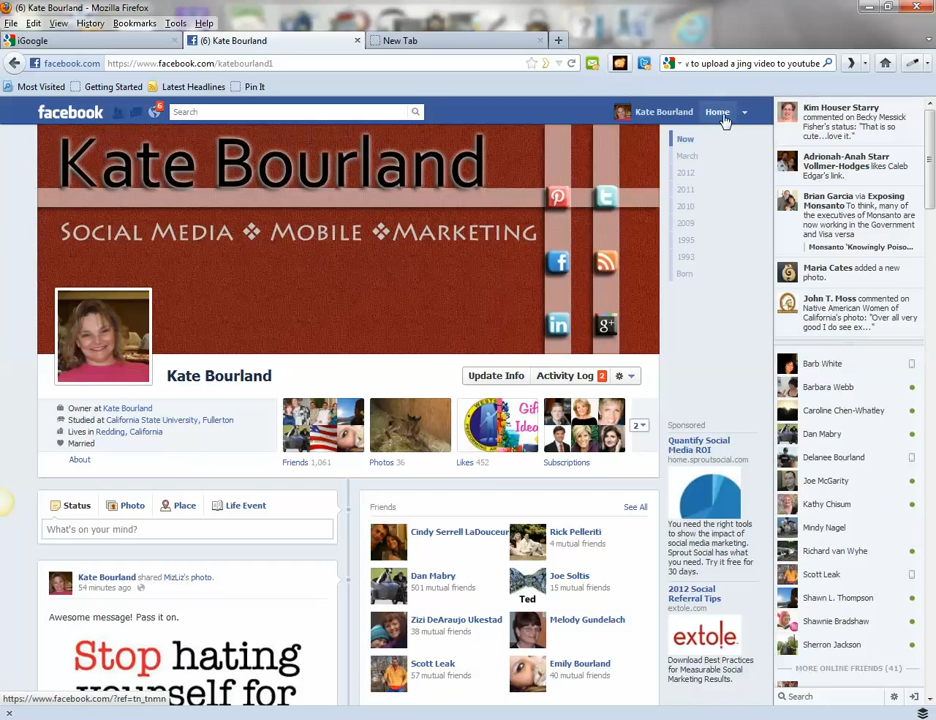 (6) Kate Bourland - Mozilla Firefox
File Edit View History Bookmarks Tools Help
iGoogle
(6) Kate Bourland
New Tab
facebook.com https://www.facebook.com/katebourland1
v to upload a jing video to youtube
Most Visited Getting Started Latest Headlines Pin It
facebook
6
Search
Kate Bourland Home
Kate Bourland
Social Media ❖ Mobile ❖Marketing
Kate Bourland
Update Info Activity Log 2
Owner at Kate Bourland
Studied at California State University, Fullerton
Lives in Redding, California
Married
About
Friends 1,061
Photos 36
Gift
Idea
Likes 452
Subscriptions
2
Status Photo Place Life Event
What's on your mind?
Kate Bourland shared MizLiz's photo.
54 minutes ago
Awesome message! Pass it on.
Stop hating
yourself for
Friends See All
Cindy Serrell LaDouceur
Rick Pelleriti
4 mutual friends
Dan Mabry
501 mutual friends
Ted
Joe Soltis
15 mutual friends
Zizi DeAraujo Ukestad
38 mutual friends
Melody Gundelach
Scott Leak
57 mutual friends
Emily Bourland
40 mutual friends
Now
March
2012
2011
2010
2009
1995
1993
Born
Sponsored
Quantify Social
Media ROI
home.sproutsocial.com
You need the right tools
to show the impact of
social media marketing.
Sprout Social has what
you need. Try it free for
30 days.
2012 Social
Referral Tips
extole.com
extole
Download Best Practices
for Measurable Social
Marketing Results.
Kim Houser Starry
commented on
Becky Messick
Fisher's status: "That is so
cute...love it."
Adrionah-Anah Starr
Vollmer-Hodges likes Caleb
Edgar's link.
Brian Garcia via Exposing
Monsanto To think, many of
the executives of Monsanto
are now working in the
Government and Visa versa
Monsanto 'Knowingly Poiso...
Maria Cates added a new
photo.
John T. Moss commented on
Native American Women of
California's photo: "Over all very
good I do see ex..."
Barb White
Barbara Webb
Caroline Chen-Whatley
Dan Mabry
Delanee Bourland
Joe McGarity
Kathy Chisum
Mindy Nagel
Richard van Whye
Scott Leak
Shawn L. Thompson
Shawnie Bradshaw
Sherron Jackson
MORE ONLINE FRIENDS (41)
Search
https://www.facebook.com/?ref=tn_tnmn